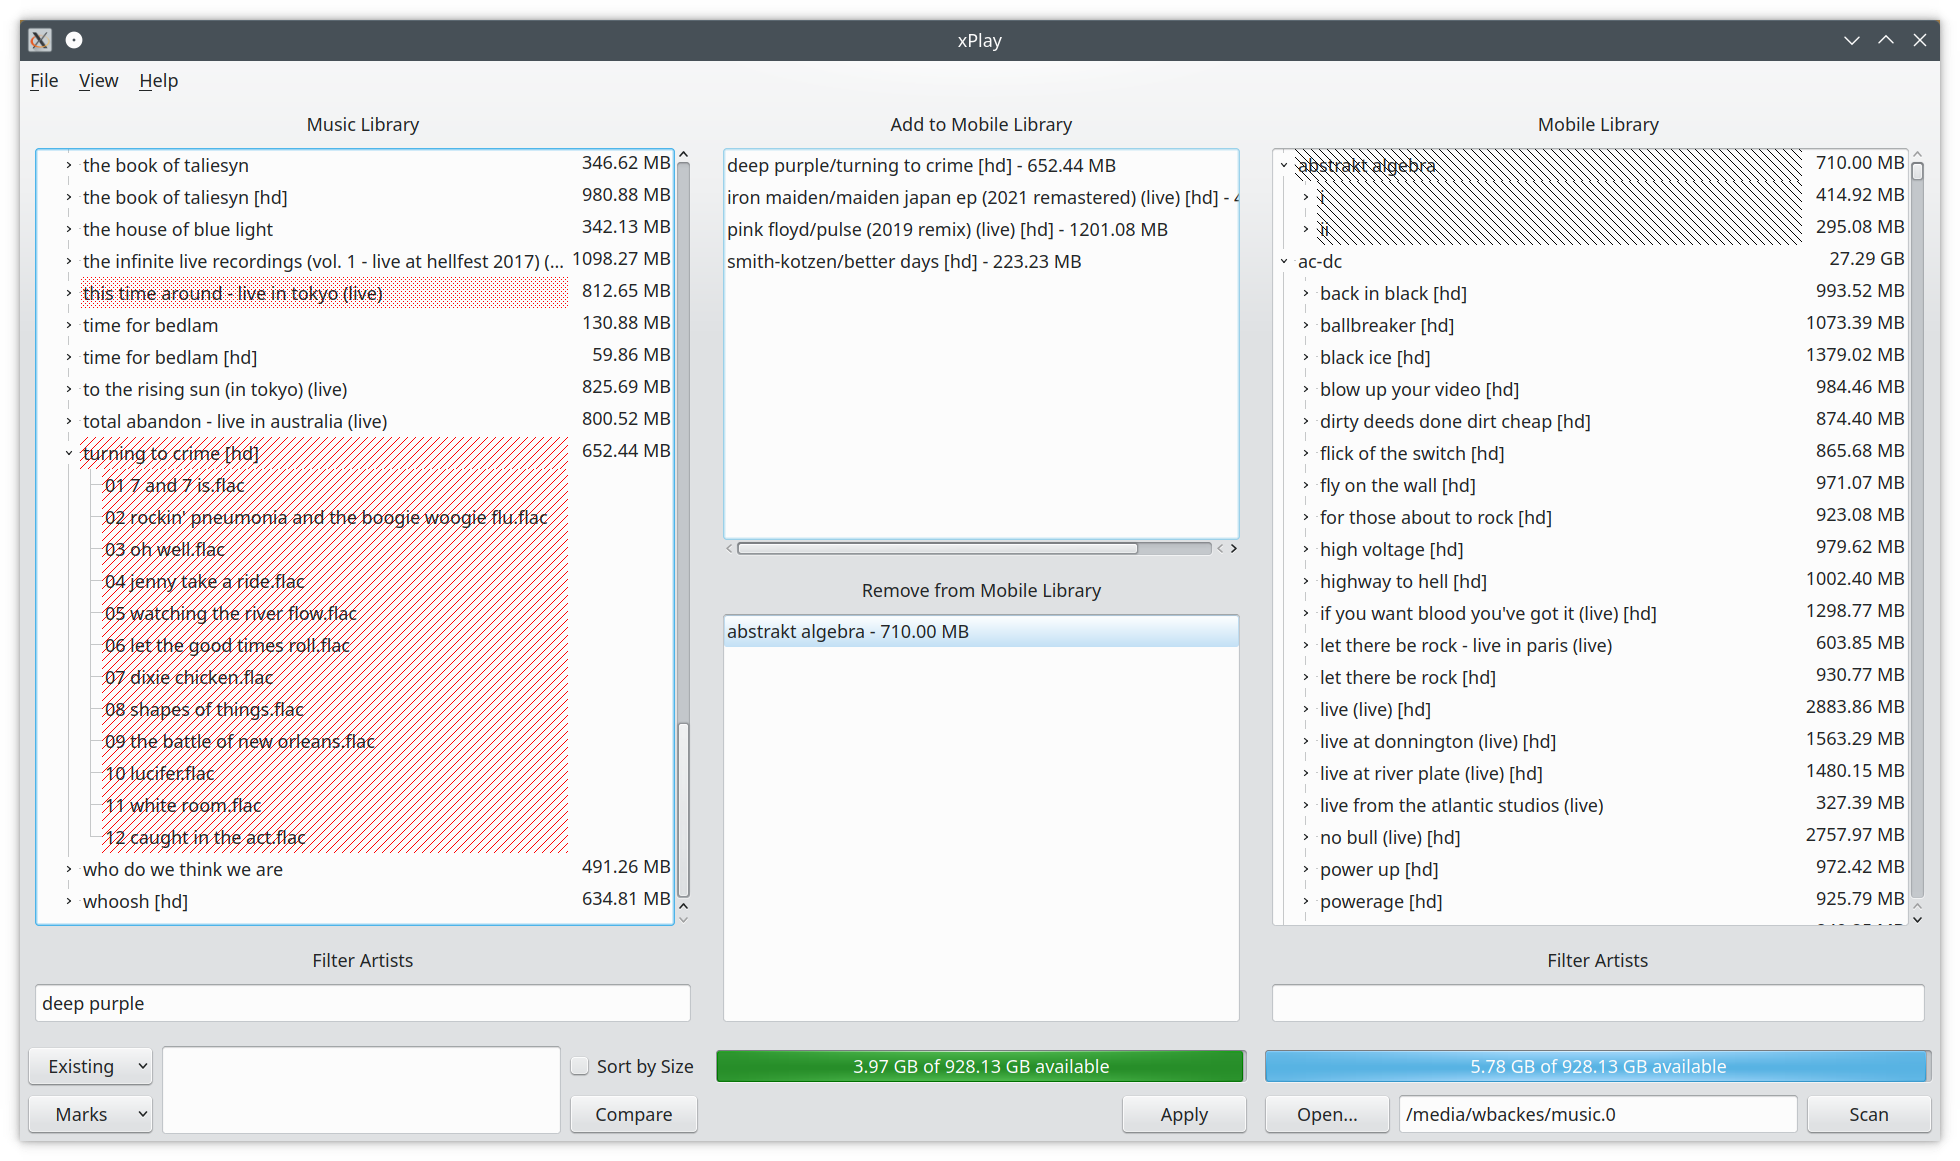 xPlay
File View Help
Music Library
the book of taliesyn 346.62 MB
the book of taliesyn [hd] 980.88 MB
the house of blue light 342.13 MB
the infinite live recordings (vol. 1 - live at hellfest 2017) (... 1098.27 MB
this time around - live in tokyo (live) 812.65 MB
time for bedlam 130.88 MB
time for bedlam [hd] 59.86 MB
to the rising sun (in tokyo) (live) 825.69 MB
total abandon - live in australia (live) 800.52 MB
turning to crime [hd] 652.44 MB
01 7 and 7 is.flac
02 rockin' pneumonia and the boogie woogie flu.flac
03 oh well.flac
04 jenny take a ride.flac
05 watching the river flow.flac
06 let the good times roll.flac
07 dixie chicken.flac
08 shapes of things.flac
09 the battle of new orleans.flac
10 lucifer.flac
11 white room.flac
12 caught in the act.flac
who do we think we are 491.26 MB
whoosh [hd] 634.81 MB
Filter Artists
deep purple
Existing
Marks
Sort by Size
Compare
Add to Mobile Library
deep purple/turning to crime [hd] - 652.44 MB
iron maiden/maiden japan ep (2021 remastered) (live) [hd] -
pink floyd/pulse (2019 remix) (live) [hd] - 1201.08 MB
smith-kotzen/better days [hd] - 223.23 MB
Remove from Mobile Library
abstrakt algebra - 710.00 MB
3.97 GB of 928.13 GB available
Apply
Mobile Library
abstrakt algebra 710.00 MB
i 414.92 MB
ii 295.08 MB
ac-dc 27.29 GB
back in black [hd] 993.52 MB
ballbreaker [hd] 1073.39 MB
black ice [hd] 1379.02 MB
blow up your video [hd] 984.46 MB
dirty deeds done dirt cheap [hd] 874.40 MB
flick of the switch [hd] 865.68 MB
fly on the wall [hd] 971.07 MB
for those about to rock [hd] 923.08 MB
high voltage [hd] 979.62 MB
highway to hell [hd] 1002.40 MB
if you want blood you've got it (live) [hd] 1298.77 MB
let there be rock - live in paris (live) 603.85 MB
let there be rock [hd] 930.77 MB
live (live) [hd] 2883.86 MB
live at donnington (live) [hd] 1563.29 MB
live at river plate (live) [hd] 1480.15 MB
live from the atlantic studios (live) 327.39 MB
no bull (live) [hd] 2757.97 MB
power up [hd] 972.42 MB
powerage [hd] 925.79 MB
Filter Artists
5.78 GB of 928.13 GB available
Open... /media/wbackes/music.0 Scan